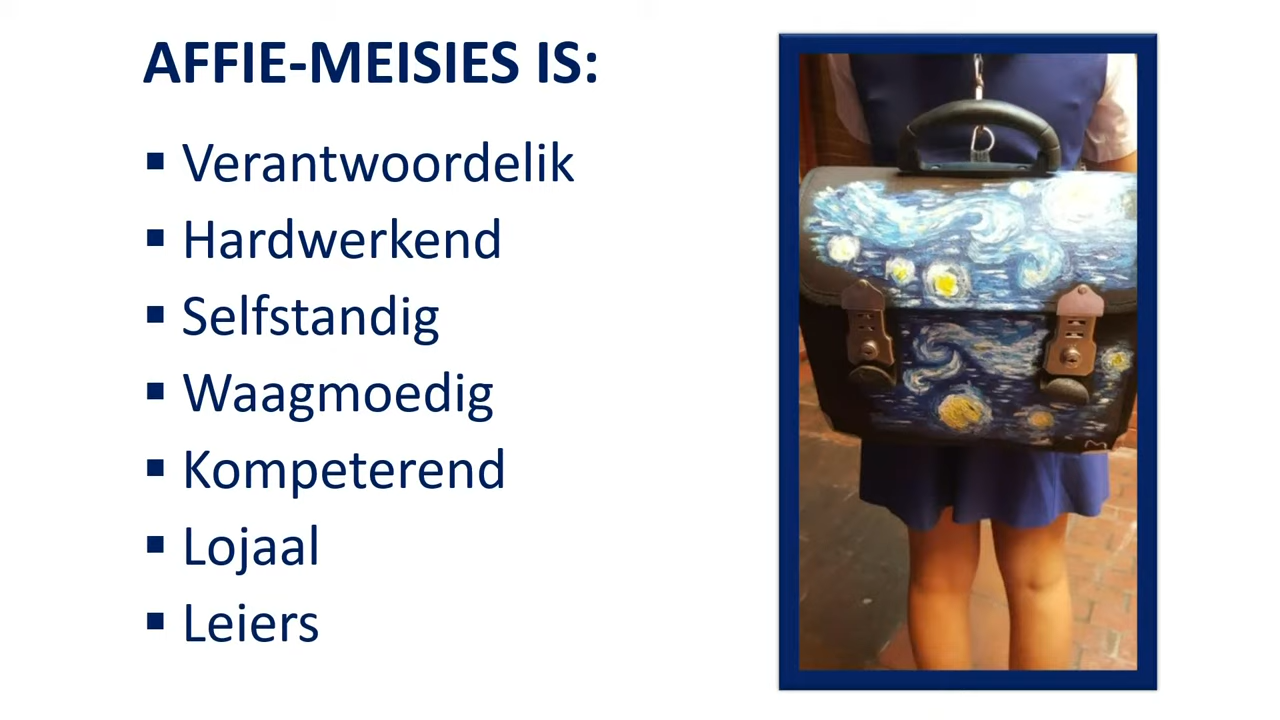 AFFIE-MEISIES IS:
▪ Verantwoordelik
▪ Hardwerkend
▪ Selfstandig
▪ Waagmoedig
▪ Kompeterend
▪ Lojaal
▪ Leiers